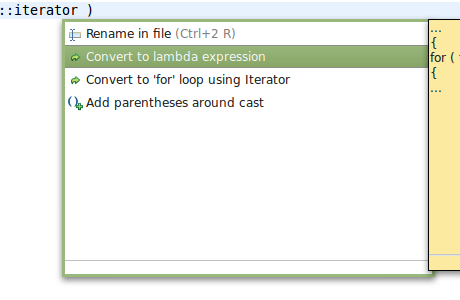 ::iterator )
Rename in file (Ctrl+2 R)
Convert to lambda expression
Convert to 'for' loop using Iterator
Add parentheses around cast
...
{
for (
{
...